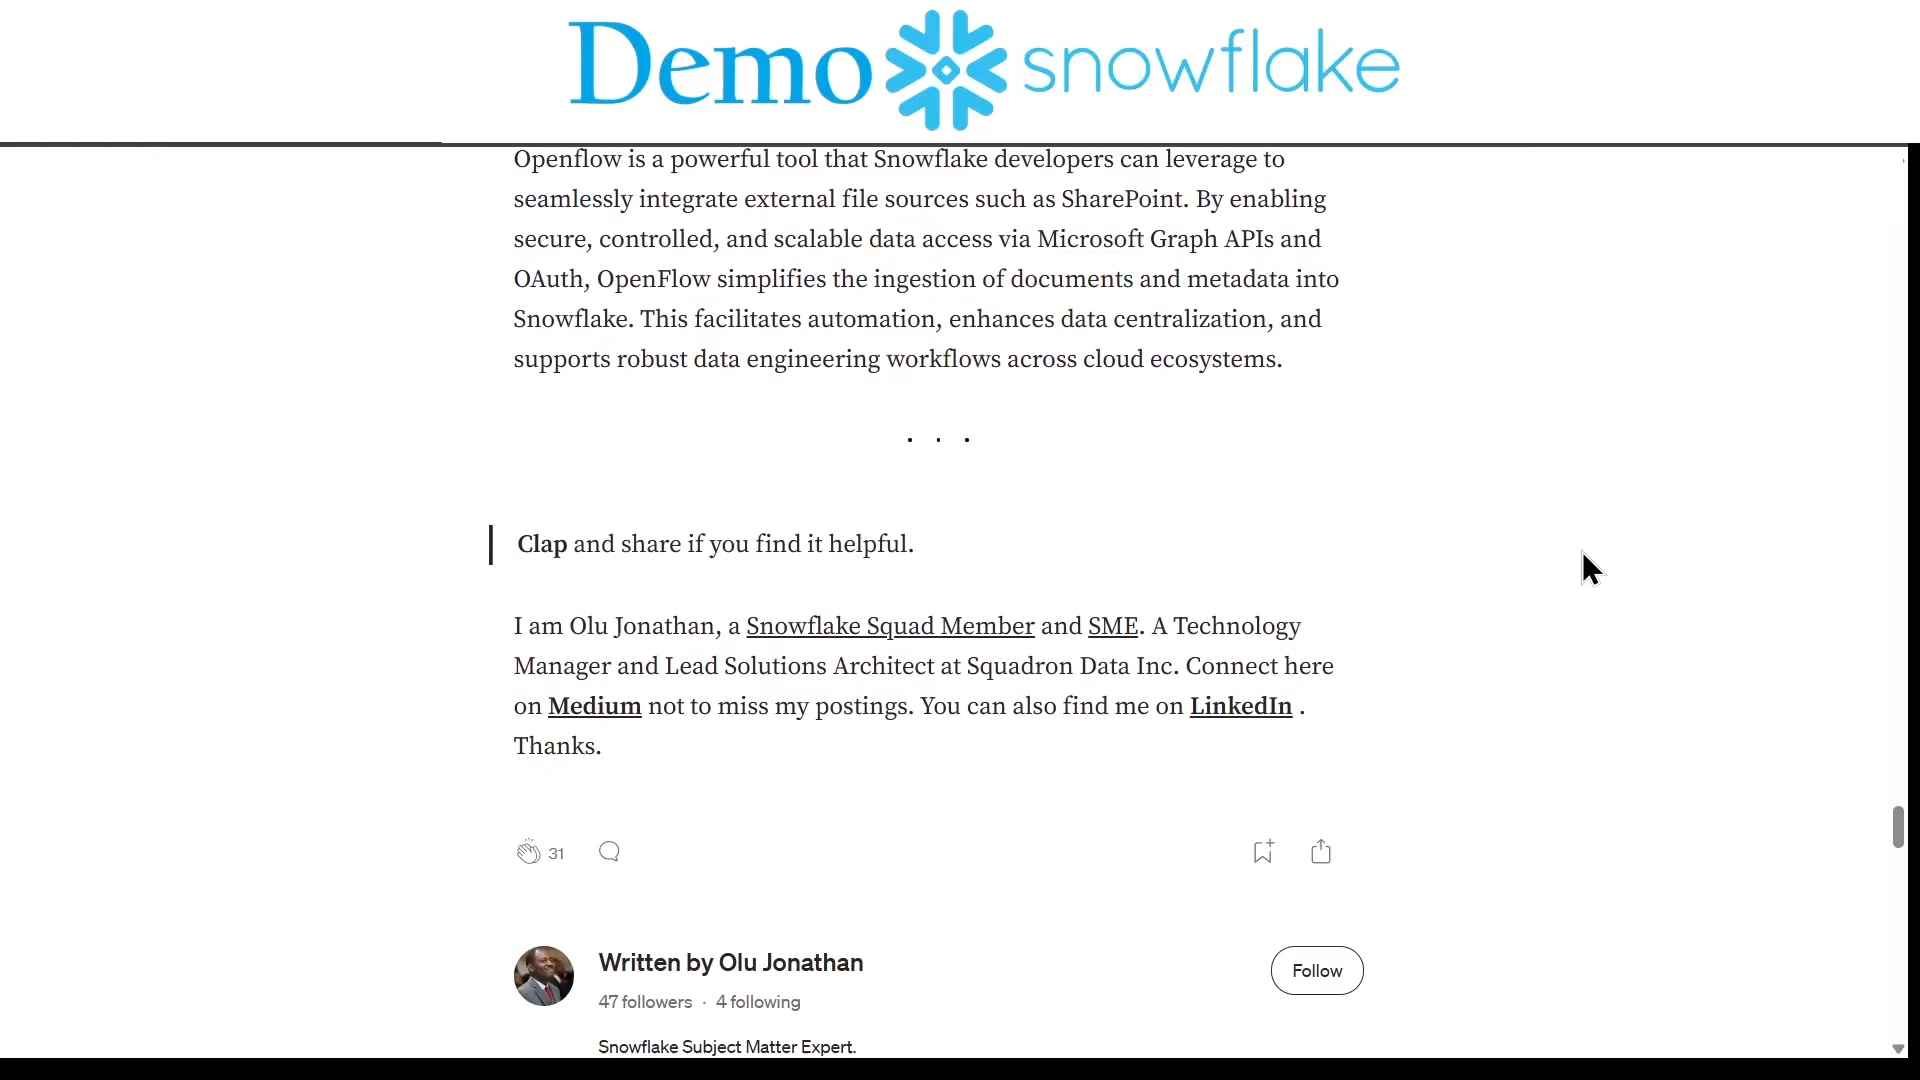 Demo snowflake
Openflow is a powerful tool that Snowflake developers can leverage to
seamlessly integrate external file sources such as SharePoint. By enabling
secure, controlled, and scalable data access via Microsoft Graph APIs and
OAuth, OpenFlow simplifies the ingestion of documents and metadata into
Snowflake. This facilitates automation, enhances data centralization, and
supports robust data engineering workflows across cloud ecosystems.
. . .
Clap and share if you find it helpful.
I am Olu Jonathan, a Snowflake Squad Member and SME. A Technology
Manager and Lead Solutions Architect at Squadron Data Inc. Connect here
on Medium not to miss my postings. You can also find me on LinkedIn .
Thanks.
31
Written by Olu Jonathan
Follow
47 followers · 4 following
Snowflake Subject Matter Expert.